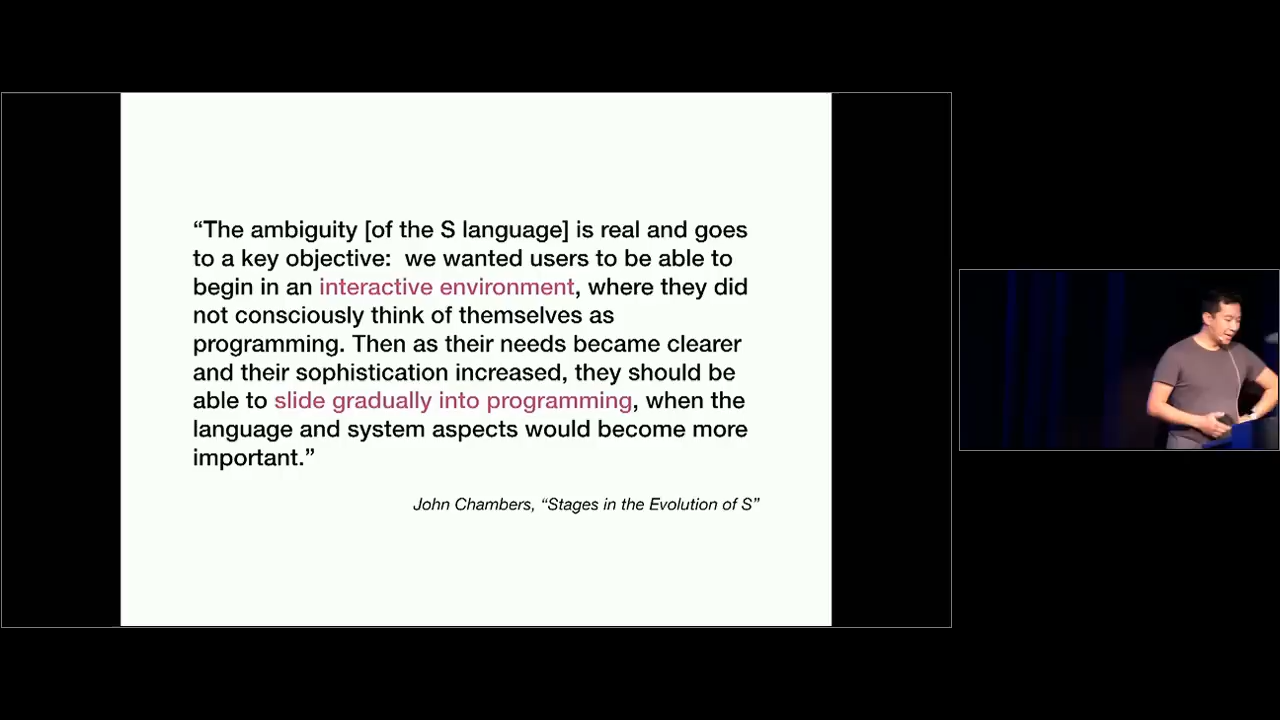 “The ambiguity [of the S language] is real and goes
to a key objective:  we wanted users to be able to
begin in an interactive environment, where they did
not consciously think of themselves as
programming. Then as their needs became clearer
and their sophistication increased, they should be
able to slide gradually into programming, when the
language and system aspects would become more
important.”
John Chambers, “Stages in the Evolution of S”